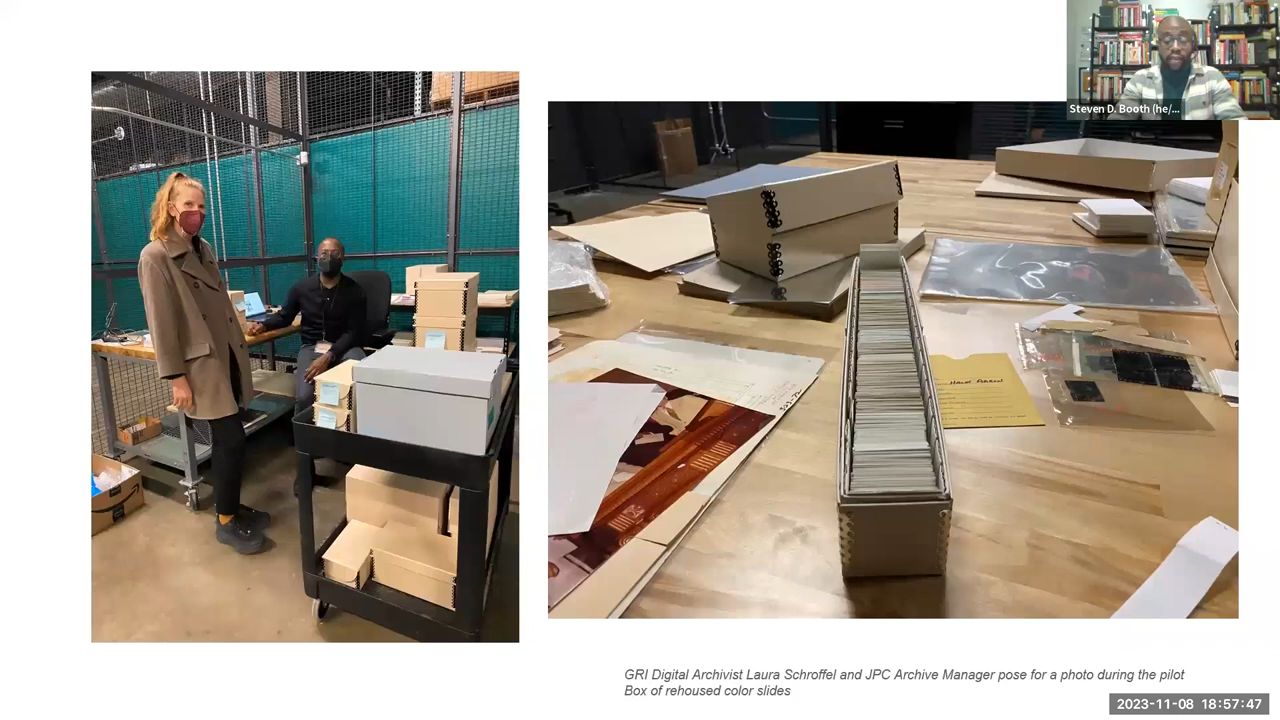 Steven D. Booth (he/...
GRI Digital Archivist Laura Schroffel and JPC Archive Manager pose for a photo during the pilot
Box of rehoused color slides
2023-11-08 18:57:47